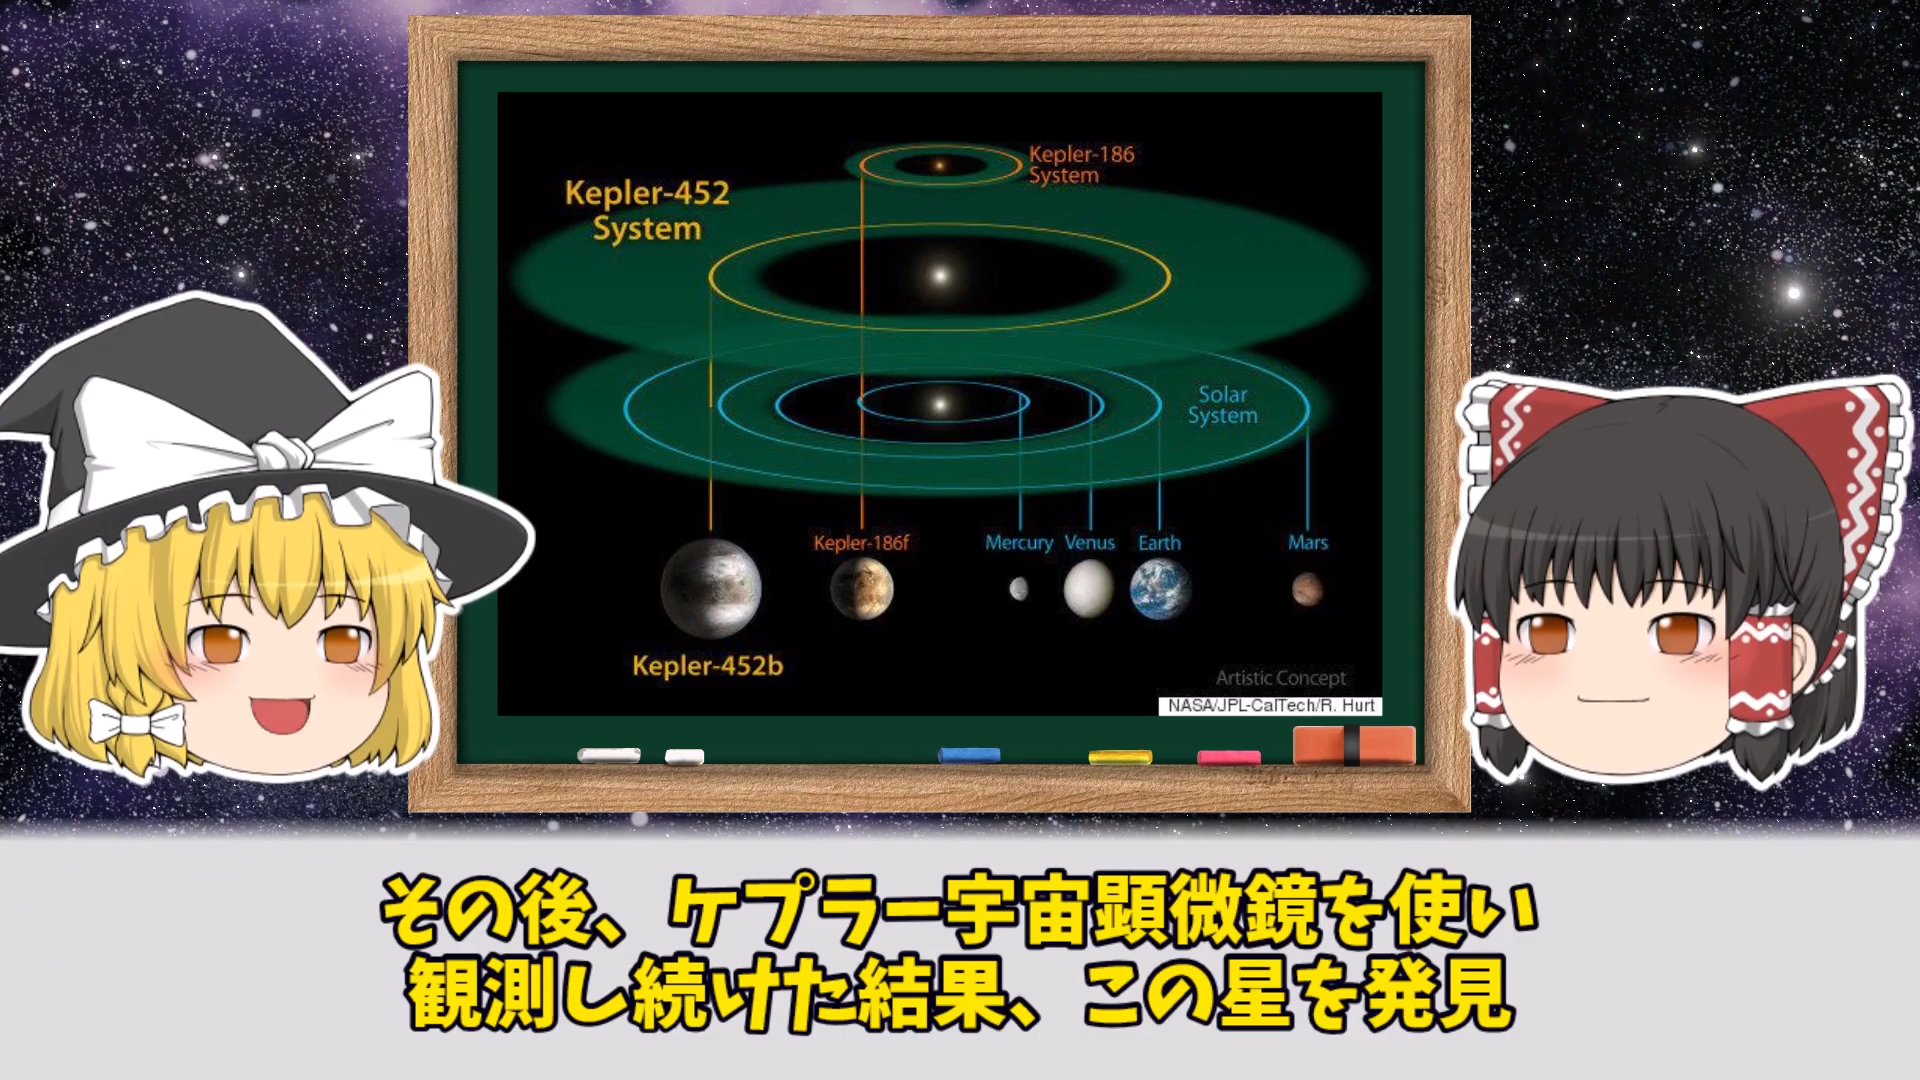 Kepler-186
System
Kepler-452
System
Solar
System
Kepler-186f
Mercury
Venus
Earth
Mars
Kepler-452b
Artistic Concept
NASA/JPL-CalTech/R. Hurt
その後、ケプラー宇宙顕微鏡を使い
観測し続けた結果、この星を発見